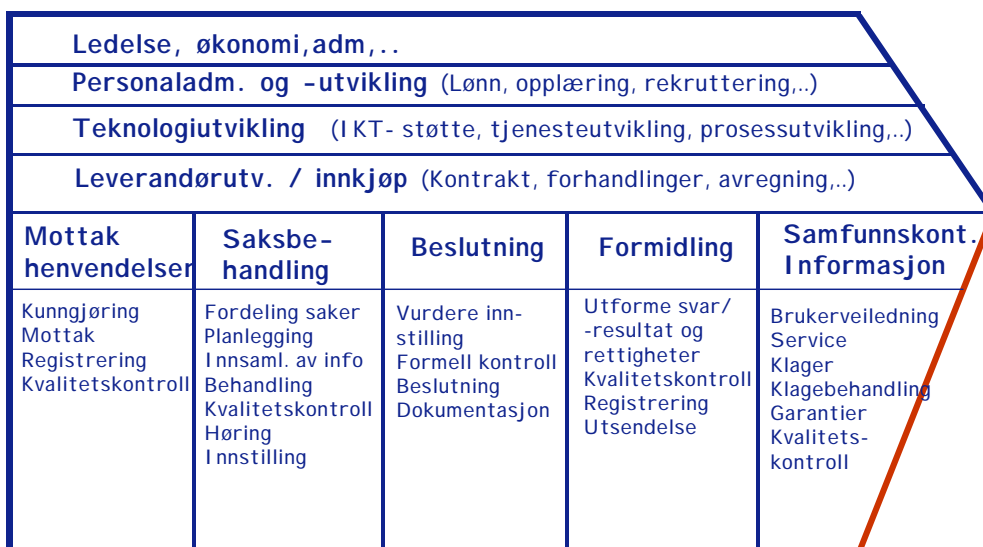 Ledelse, økonomi,adm,..
Personaladm. og -utvikling (Lønn, opplæring, rekruttering,..)
Teknologiutvikling (IKT- støtte, tjenesteutvikling, prosessutvikling,..)
Leverandørutv. / innkjøp (Kontrakt, forhandlinger, avregning,..)
Mottak
henvendelser
Kunngjøring
Mottak
Registrering
Kvalitetskontroll
Saksbe-
handling
Fordeling saker
Planlegging
Innsaml. av info
Behandling
Kvalitetskontroll
Høring
Innstilling
Beslutning
Vurdere inn-
stilling
Formell kontroll
Beslutning
Dokumentasjon
Formidling
Utforme svar/
-resultat og
rettigheter
Kvalitetskontroll
Registrering
Utsendelse
Samfunnskont.
Informasjon
Brukerveiledning
Service
Klager
Klagebehandling
Garantier
Kvalitets-
kontroll